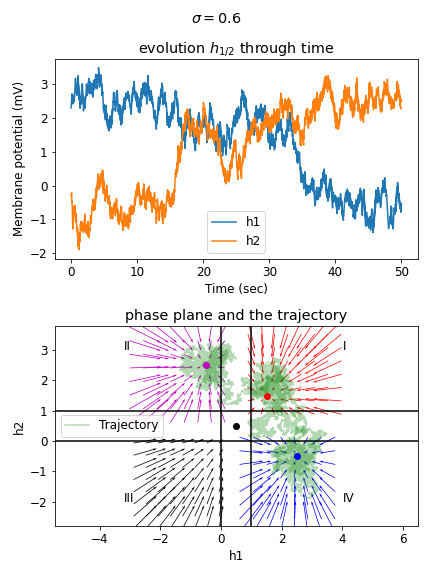 σ = 0.6
evolution h1/2 through time
Membrane potential (mV)
3
2
1
0
−1
−2
h1
h2
0
10
20
30
40
50
Time (sec)
phase plane and the trajectory
h2
3
2
1
0
−1
−2
II
I
Trajectory
III
IV
−4
−2
0
2
4
6
h1